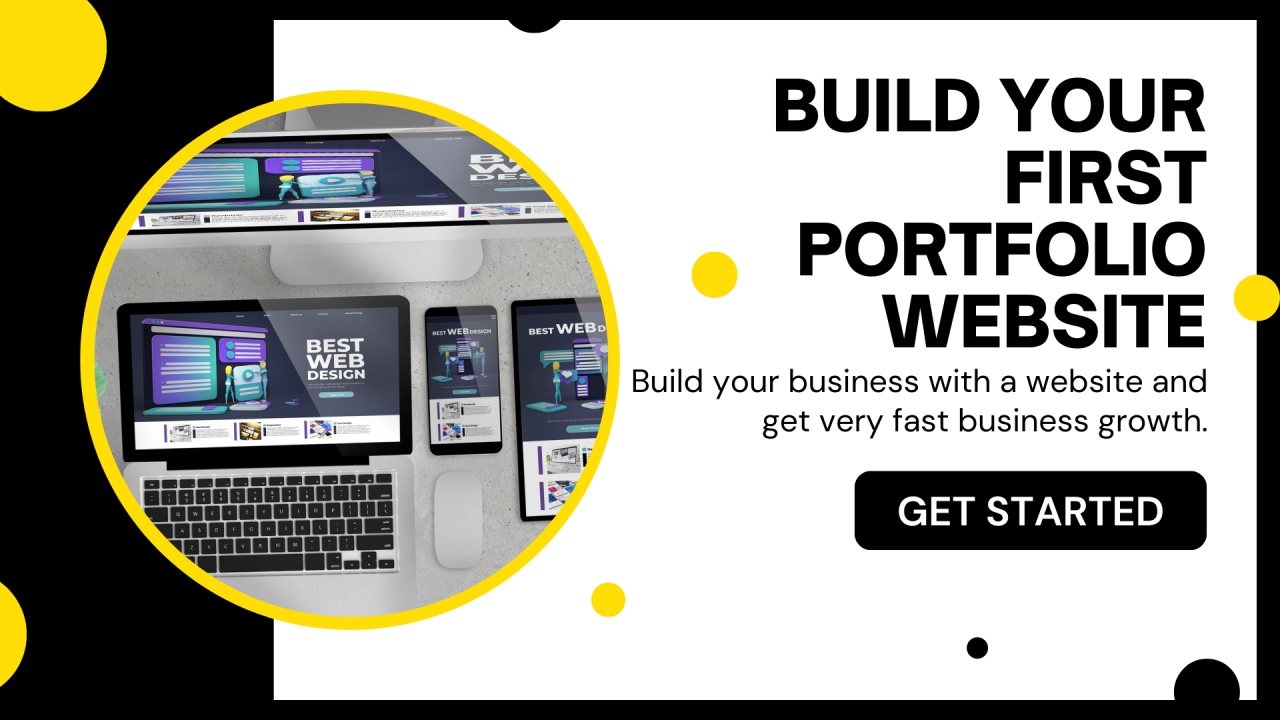 BUILD YOUR
FIRST
PORTFOLIO
WEBSITE
Build your business with a website and
get very fast business growth.
GET STARTED
BEST
WEB
DESIGN
BEST WEB DESIGN
BEST WEB